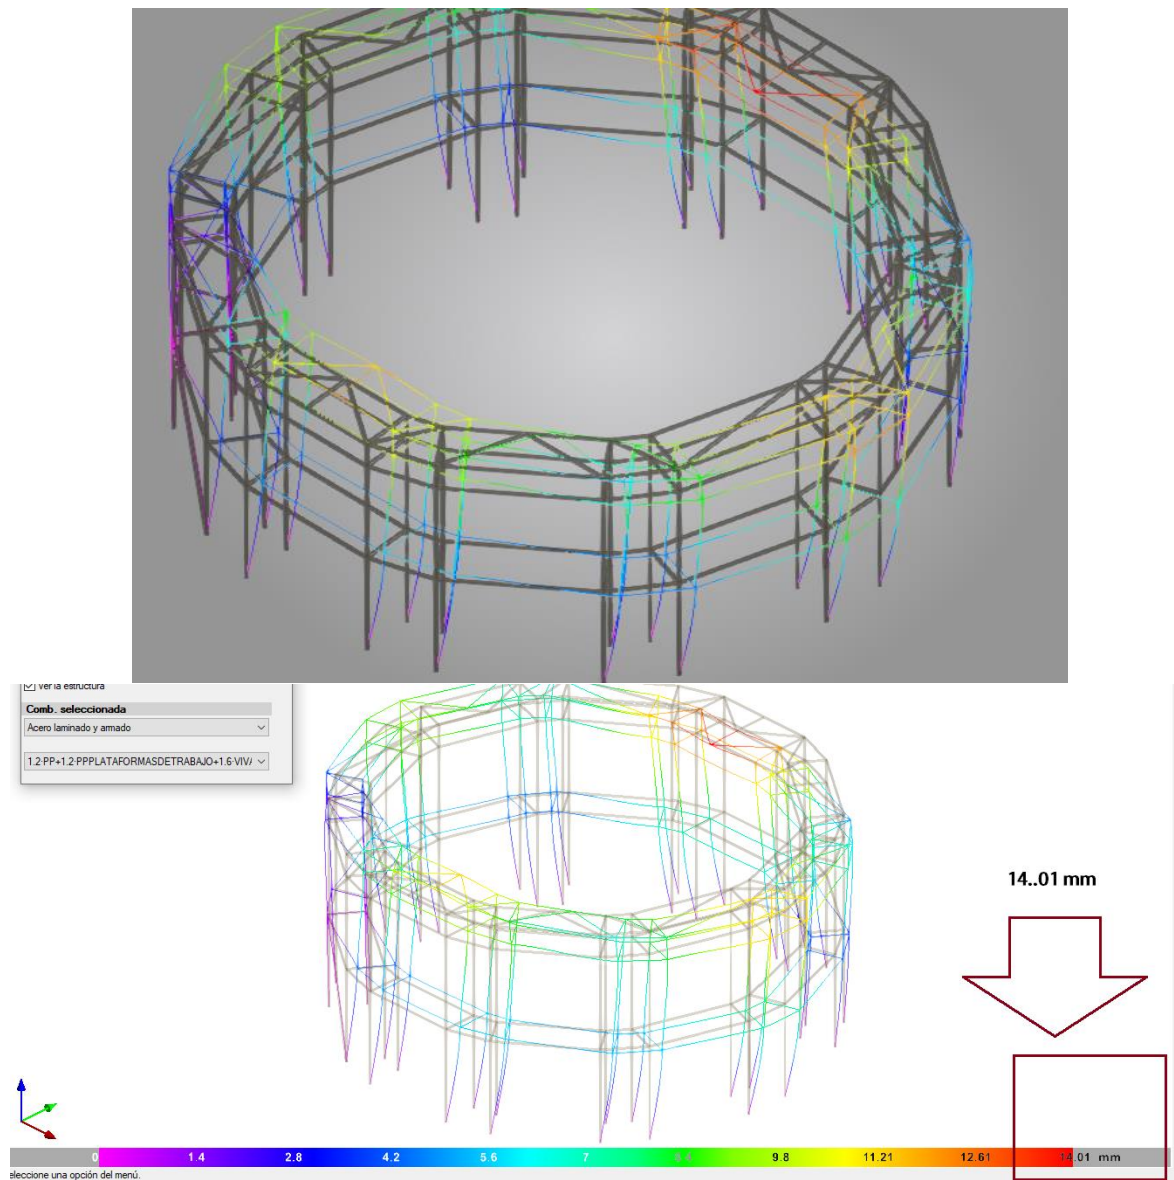 Ver la estructura
Comb. seleccionada
Acero laminado y armado
1.2·PP+1.2·PPPLATAFORMASDETRABAJO+1.6·VIV
14..01 mm
0 1.4 2.8 4.2 5.6 7 8.5 9.8 11.21 12.61 14.01 mm
eleccione una opción del menú.